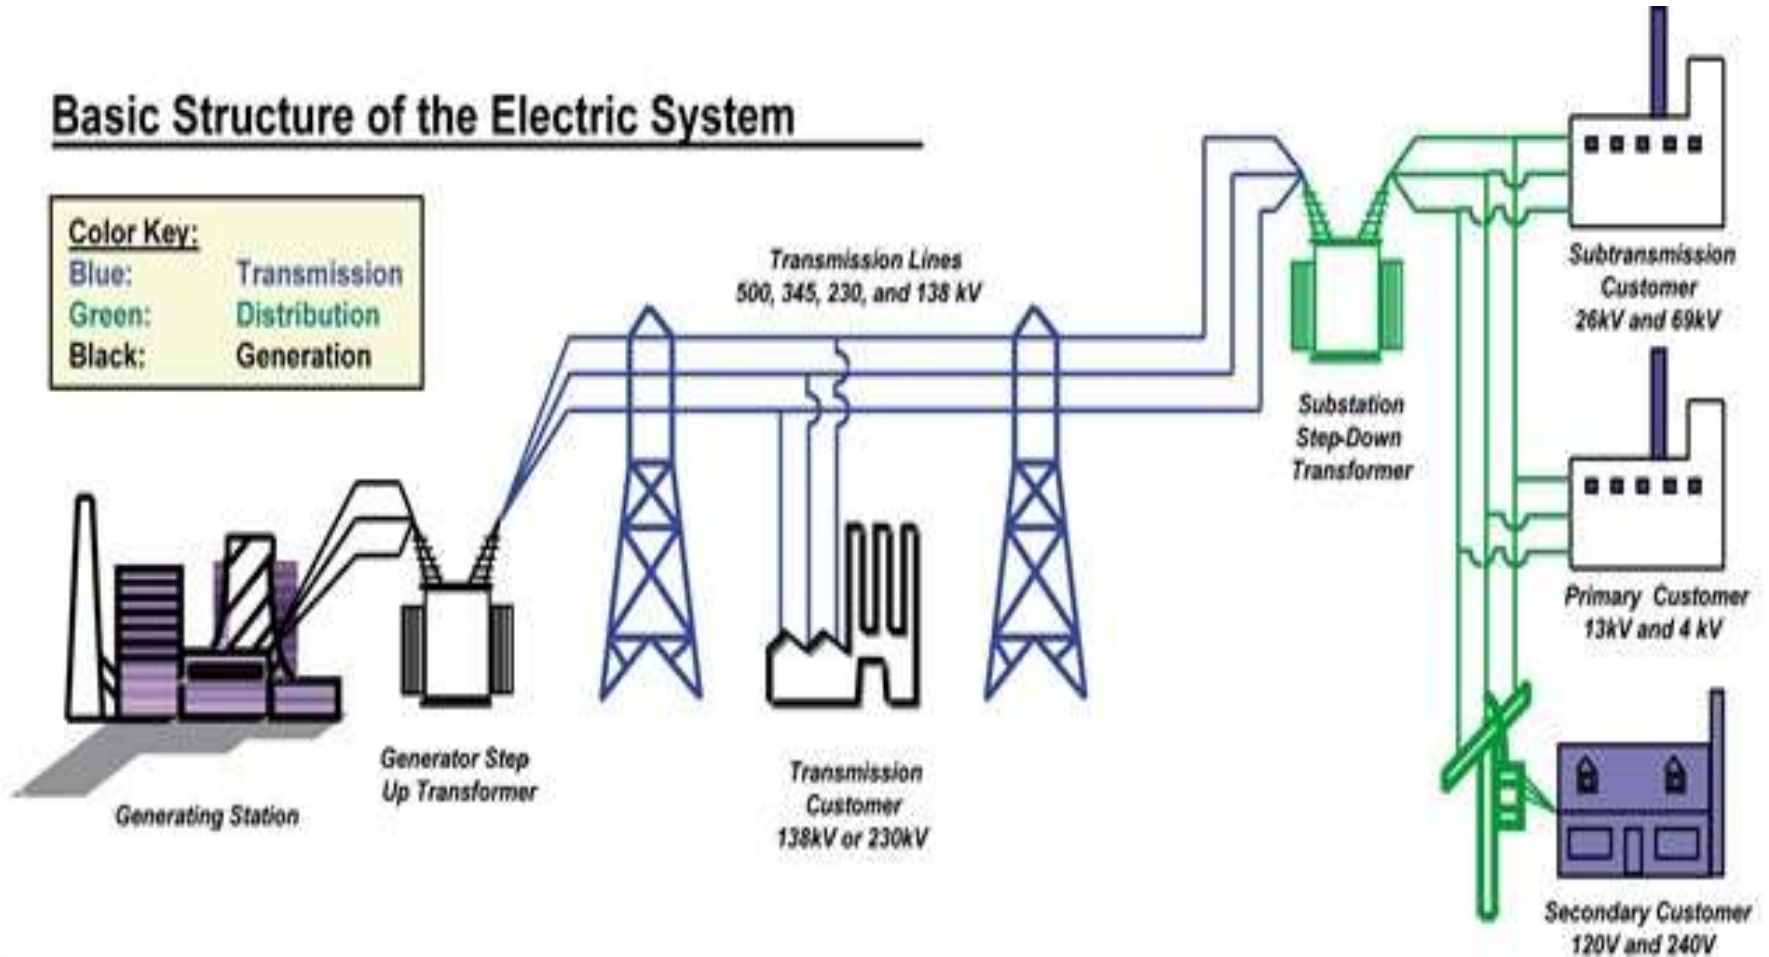 Basic Structure of the Electric System
Color Key:
Blue: Transmission
Green: Distribution
Black: Generation
Transmission Lines
500, 345, 230, and 138 kV
Subtransmission
Customer
26kV and 69kV
Substation
Step-Down
Transformer
Primary Customer
13kV and 4 kV
Generator Step
Up Transformer
Generating Station
Transmission
Customer
138kV or 230kV
Secondary Customer
120V and 240V